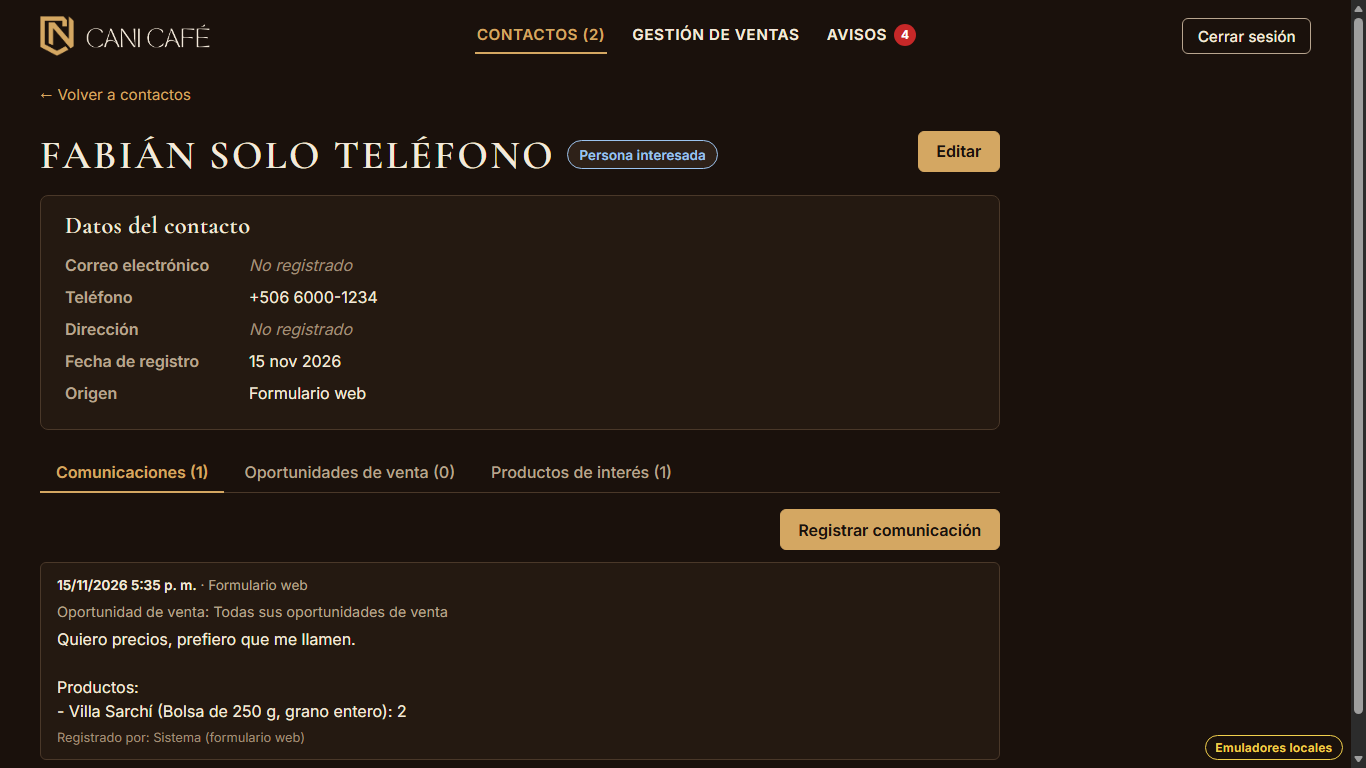 CANI CAFÉ
CONTACTOS (2) GESTIÓN DE VENTAS AVISOS 4
Cerrar sesión
← Volver a contactos
FABIÁN SOLO TELÉFONO Persona interesada
Editar
Datos del contacto
Correo electrónico No registrado
Teléfono +506 6000-1234
Dirección No registrado
Fecha de registro 15 nov 2026
Origen Formulario web
Comunicaciones (1) Oportunidades de venta (0) Productos de interés (1)
Registrar comunicación
15/11/2026 5:35 p. m. · Formulario web
Oportunidad de venta: Todas sus oportunidades de venta
Quiero precios, prefiero que me llamen.
Productos:
- Villa Sarchí (Bolsa de 250 g, grano entero): 2
Registrado por: Sistema (formulario web)
Emuladores locales